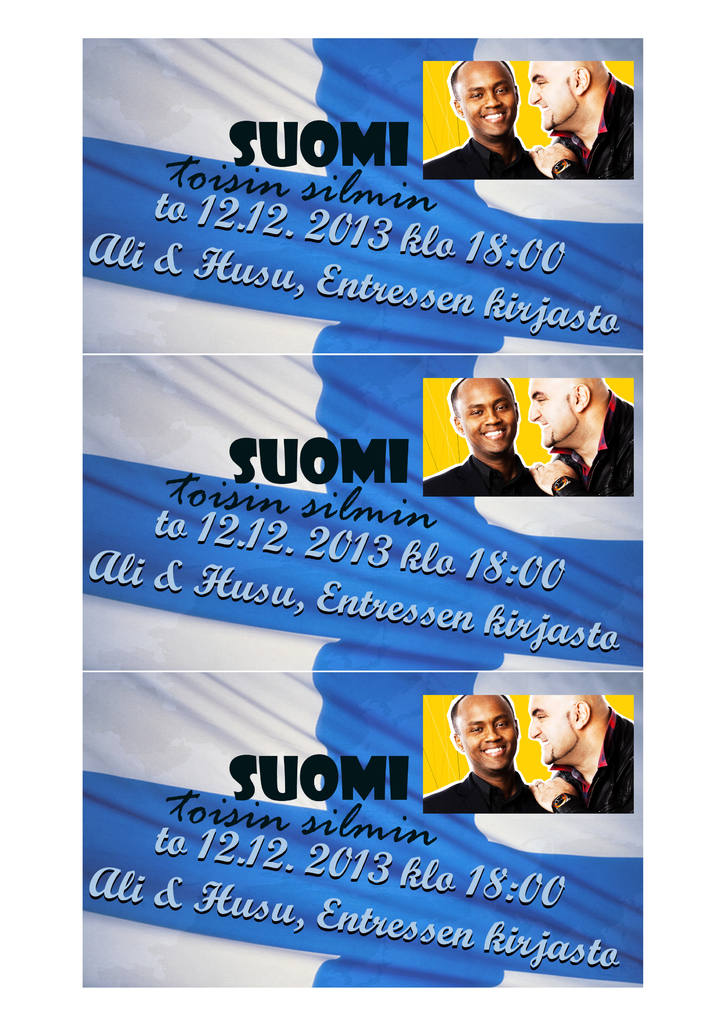 SUOMI
toisin silmin
to 12.12. 2013 klo 18:00
Ali & Husu, Entressen kirjasto
SUOMI
toisin silmin
to 12.12. 2013 klo 18:00
Ali & Husu, Entressen kirjasto
SUOMI
toisin silmin
to 12.12. 2013 klo 18:00
Ali & Husu, Entressen kirjasto